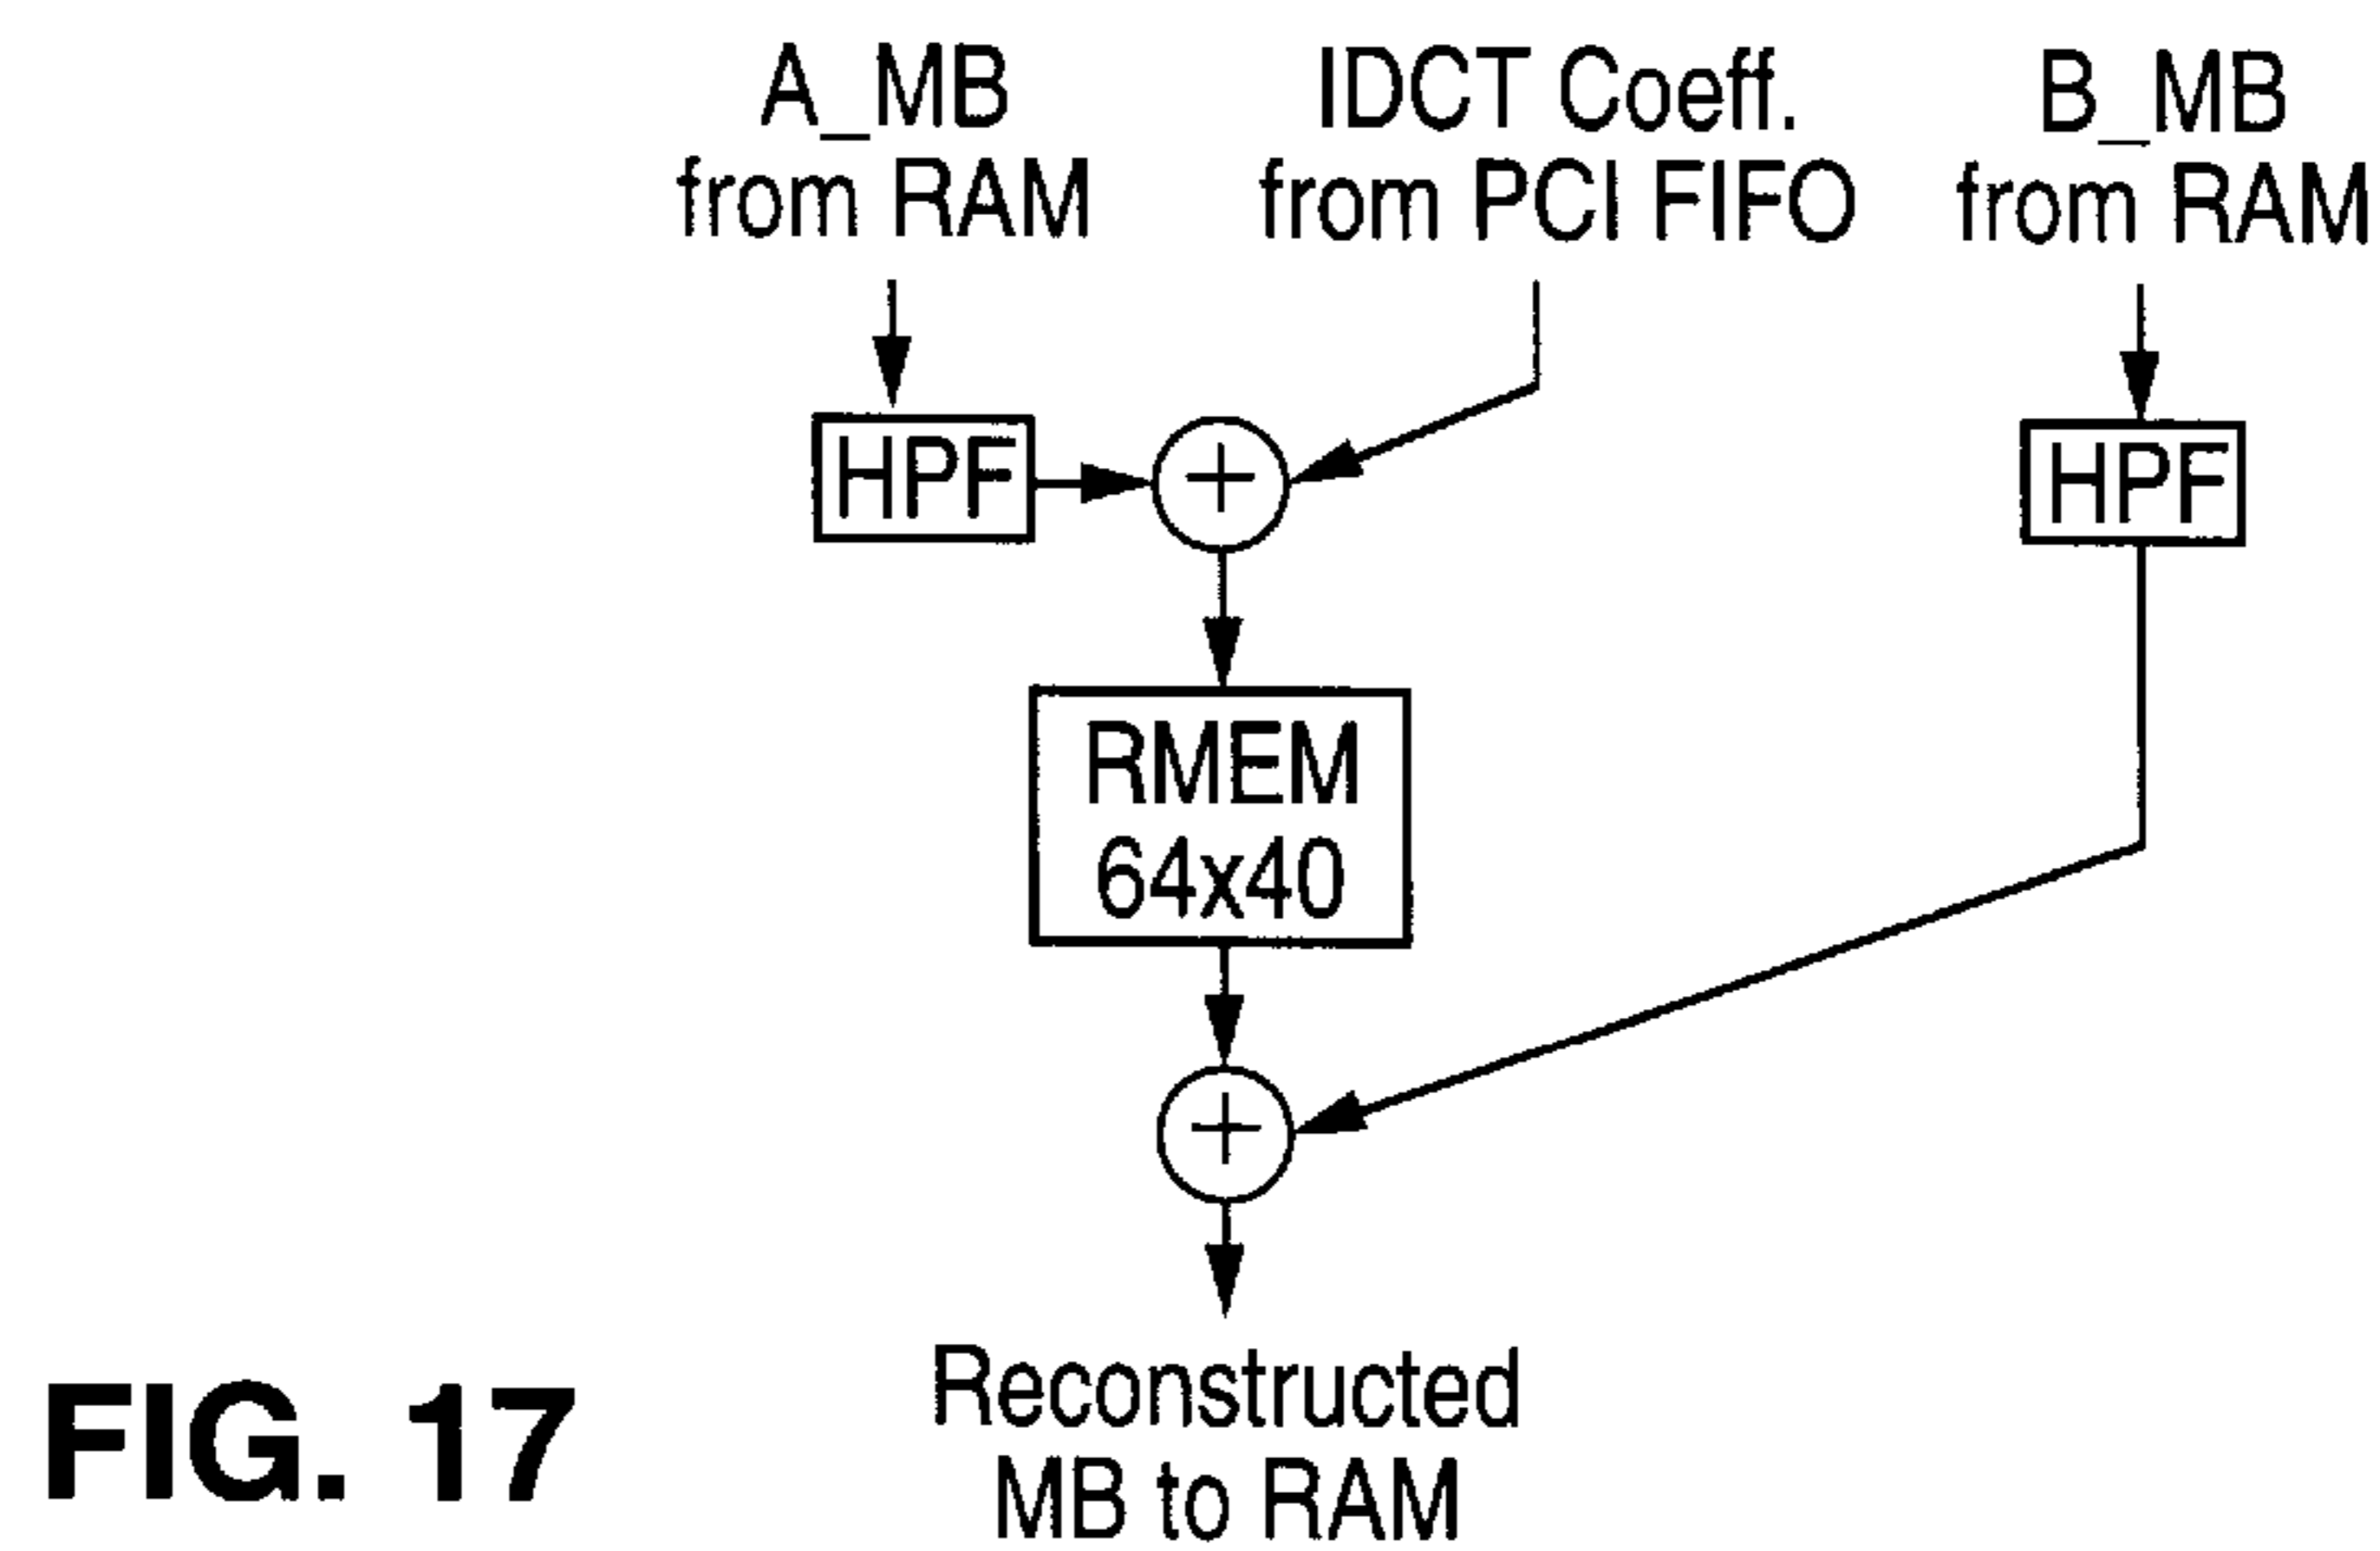 A_MB
from RAM
IDCT Coeff.
from PCI FIFO
B_MB
from RAM
HPF
+
HPF
RMEM
64x40
+
Reconstructed
MB to RAM
FIG. 17